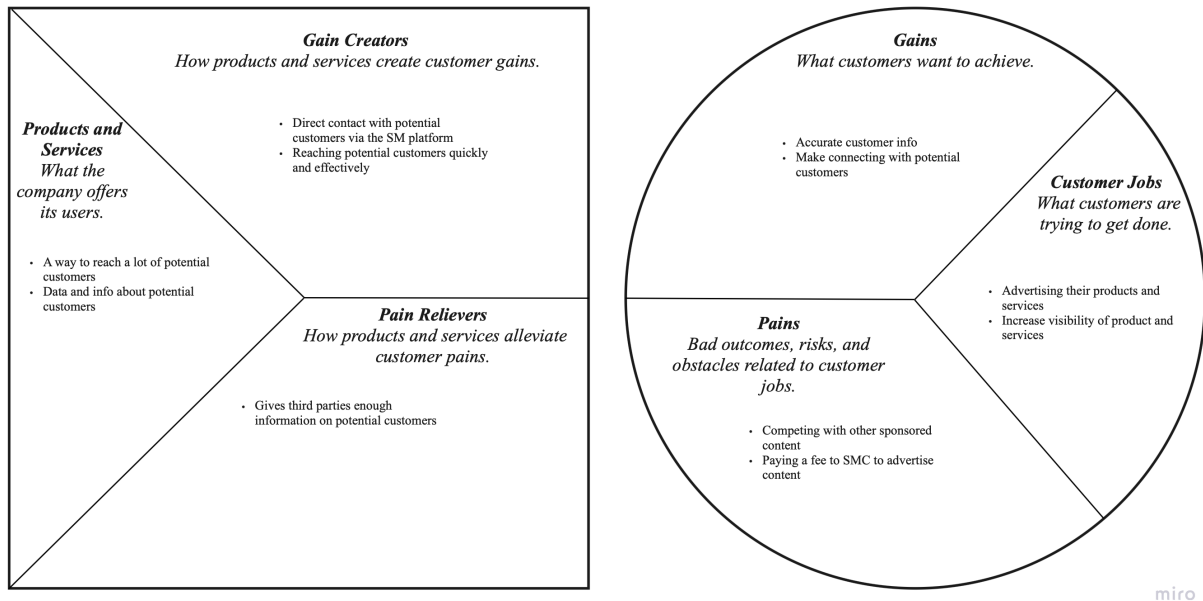 Gain Creators
How products and services create customer gains.
• Direct contact with potential
customers via the SM platform
• Reaching potential customers quickly
and effectively
Products and
Services
What the
company offers
its users.
• A way to reach a lot of potential
customers
• Data and info about potential
customers
Pain Relievers
How products and services alleviate
customer pains.
• Gives third parties enough
information on potential customers
Gains
What customers want to achieve.
• Accurate customer info
• Make connecting with potential
customers
Customer Jobs
What customers are
trying to get done.
• Advertising their products and
services
• Increase visibility of product and
services
Pains
Bad outcomes, risks, and
obstacles related to customer
jobs.
• Competing with other sponsored
content
• Paying a fee to SMC to advertise
content
miro